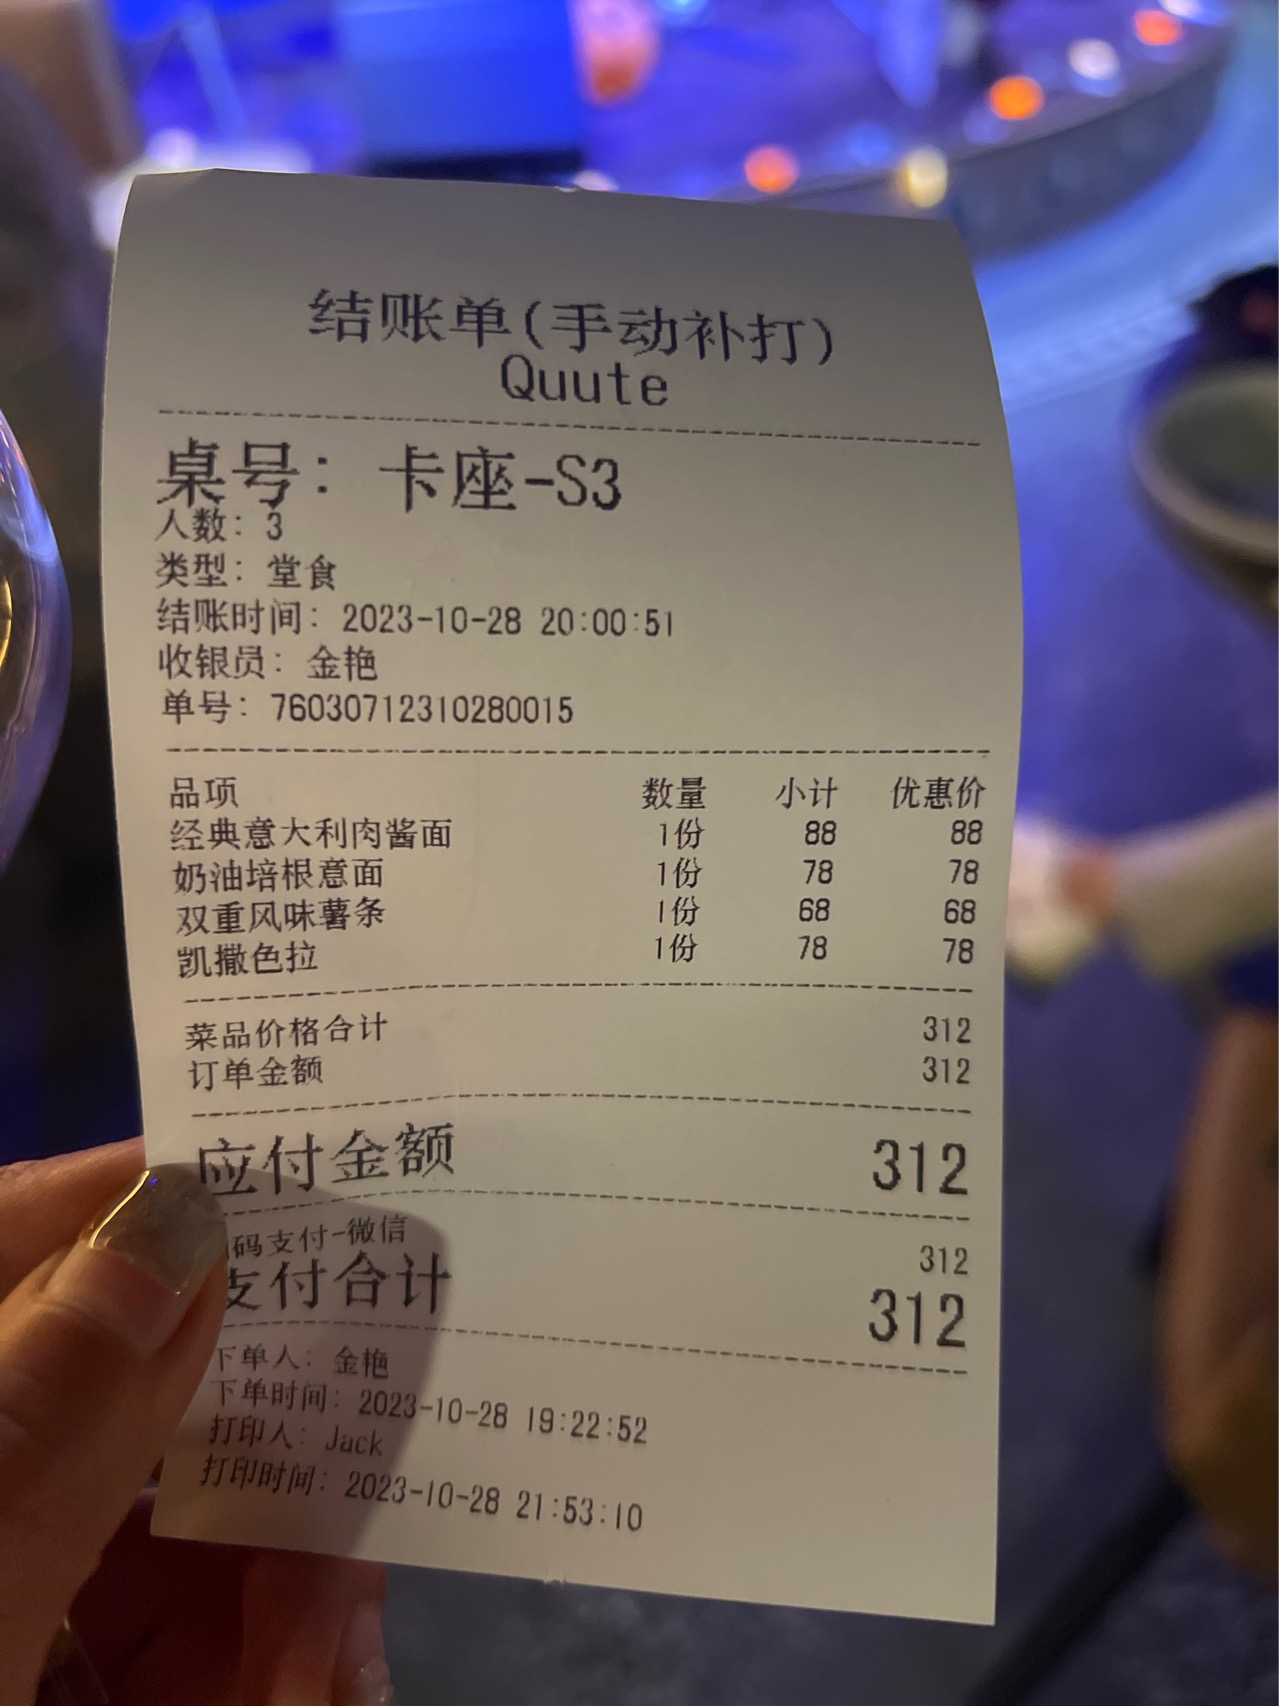 结账单(手动补打)
Quute
桌号: 卡座-S3
人数: 3
类型: 堂食
结账时间: 2023-10-28 20:00:51
收银员: 金艳
单号: 76030712310280015
品项 数量 小计 优惠价
经典意大利肉酱面 1份 88 88
奶油培根意面 1份 78 78
双重风味薯条 1份 68 68
凯撒色拉 1份 78 78
菜品价格合计 312
订单金额 312
应付金额 312
码支付-微信 312
支付合计 312
下单人: 金艳
下单时间: 2023-10-28 19:22:52
打印人: Jack
打印时间: 2023-10-28 21:53:10